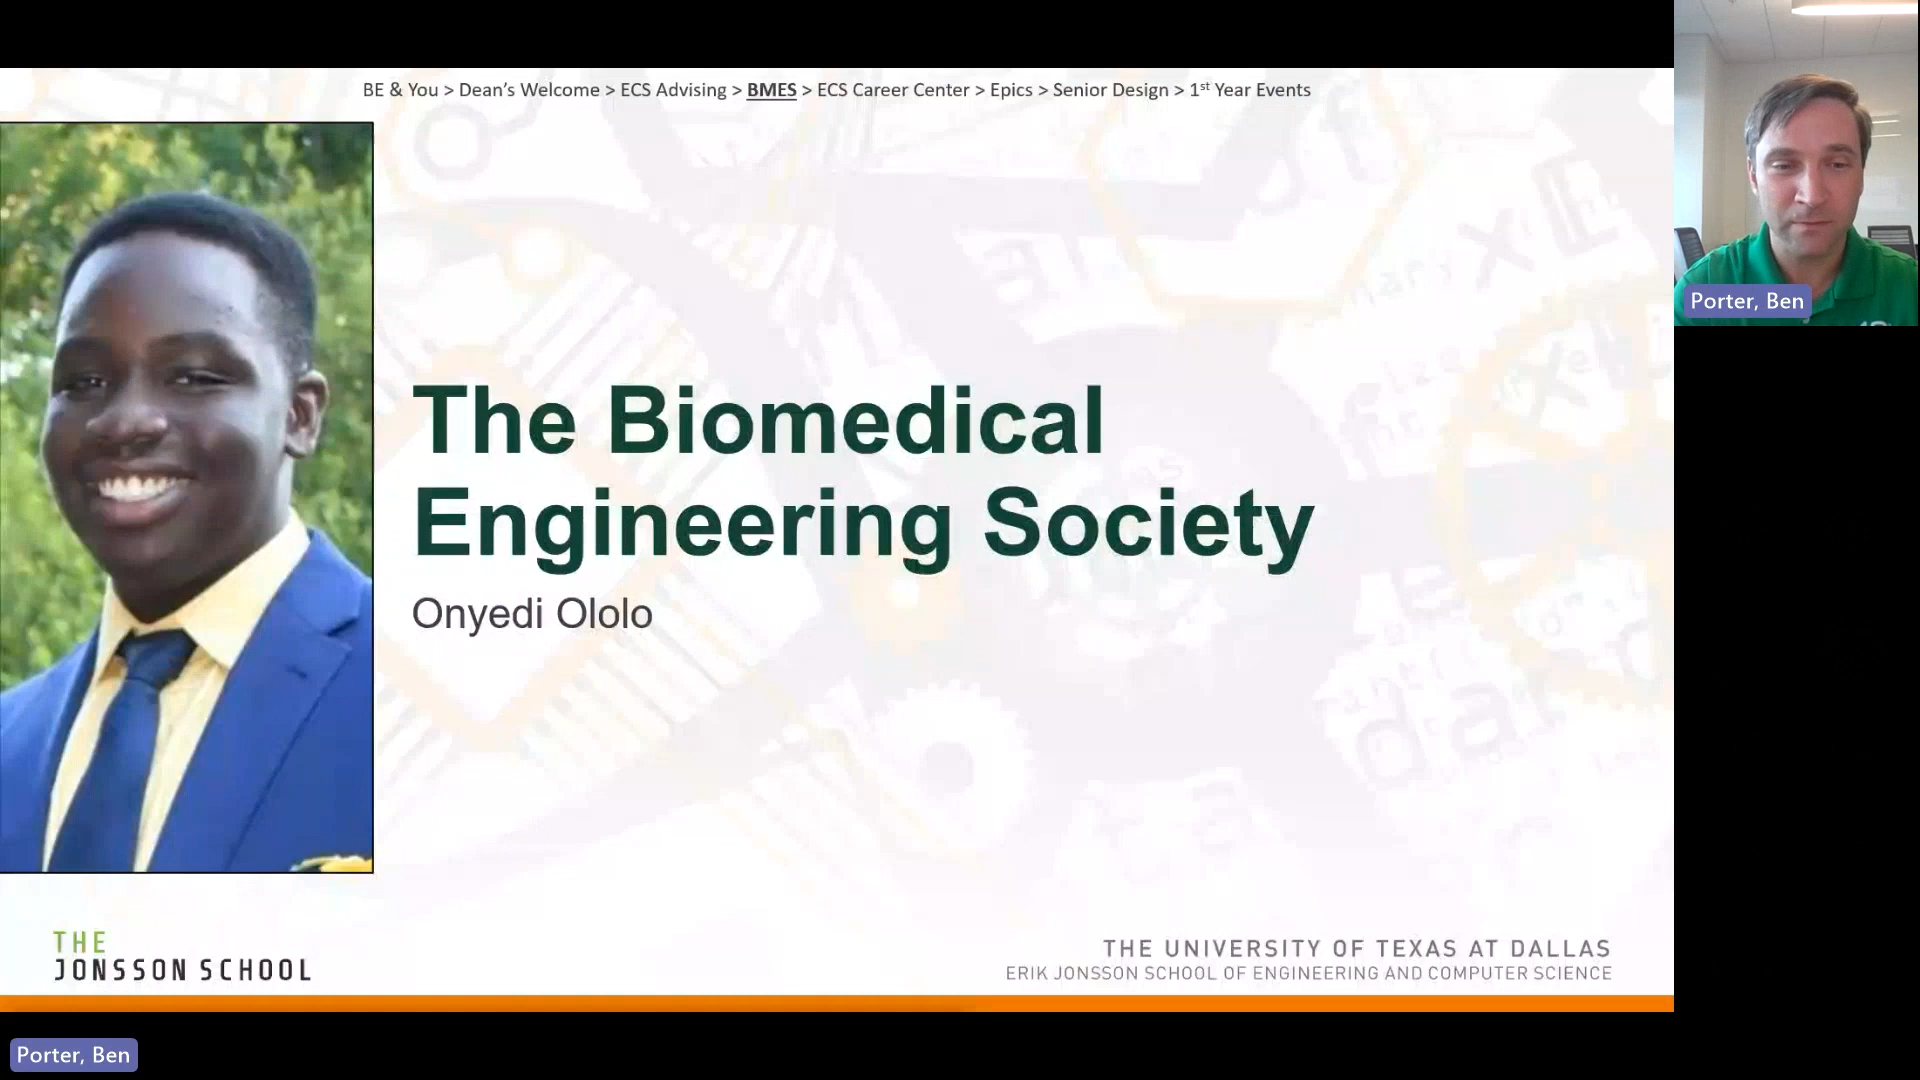 BE & You > Dean's Welcome > ECS Advising > BMES > ECS Career Center > Epics > Senior Design > 1st Year Events
Porter, Ben
The Biomedical
Engineering Society
Onyedi Ololo
THE
JONSSON SCHOOL
THE UNIVERSITY OF TEXAS AT DALLAS
ERIK JONSSON SCHOOL OF ENGINEERING AND COMPUTER SCIENCE
Porter, Ben